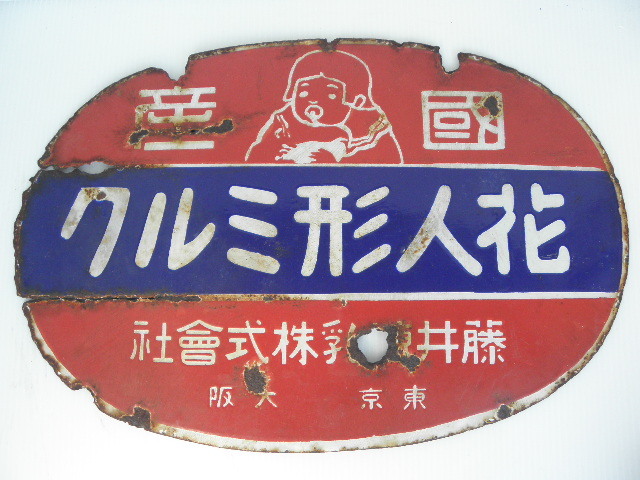 國産
花人形ミルク
藤井乳株式會社
東京 大阪